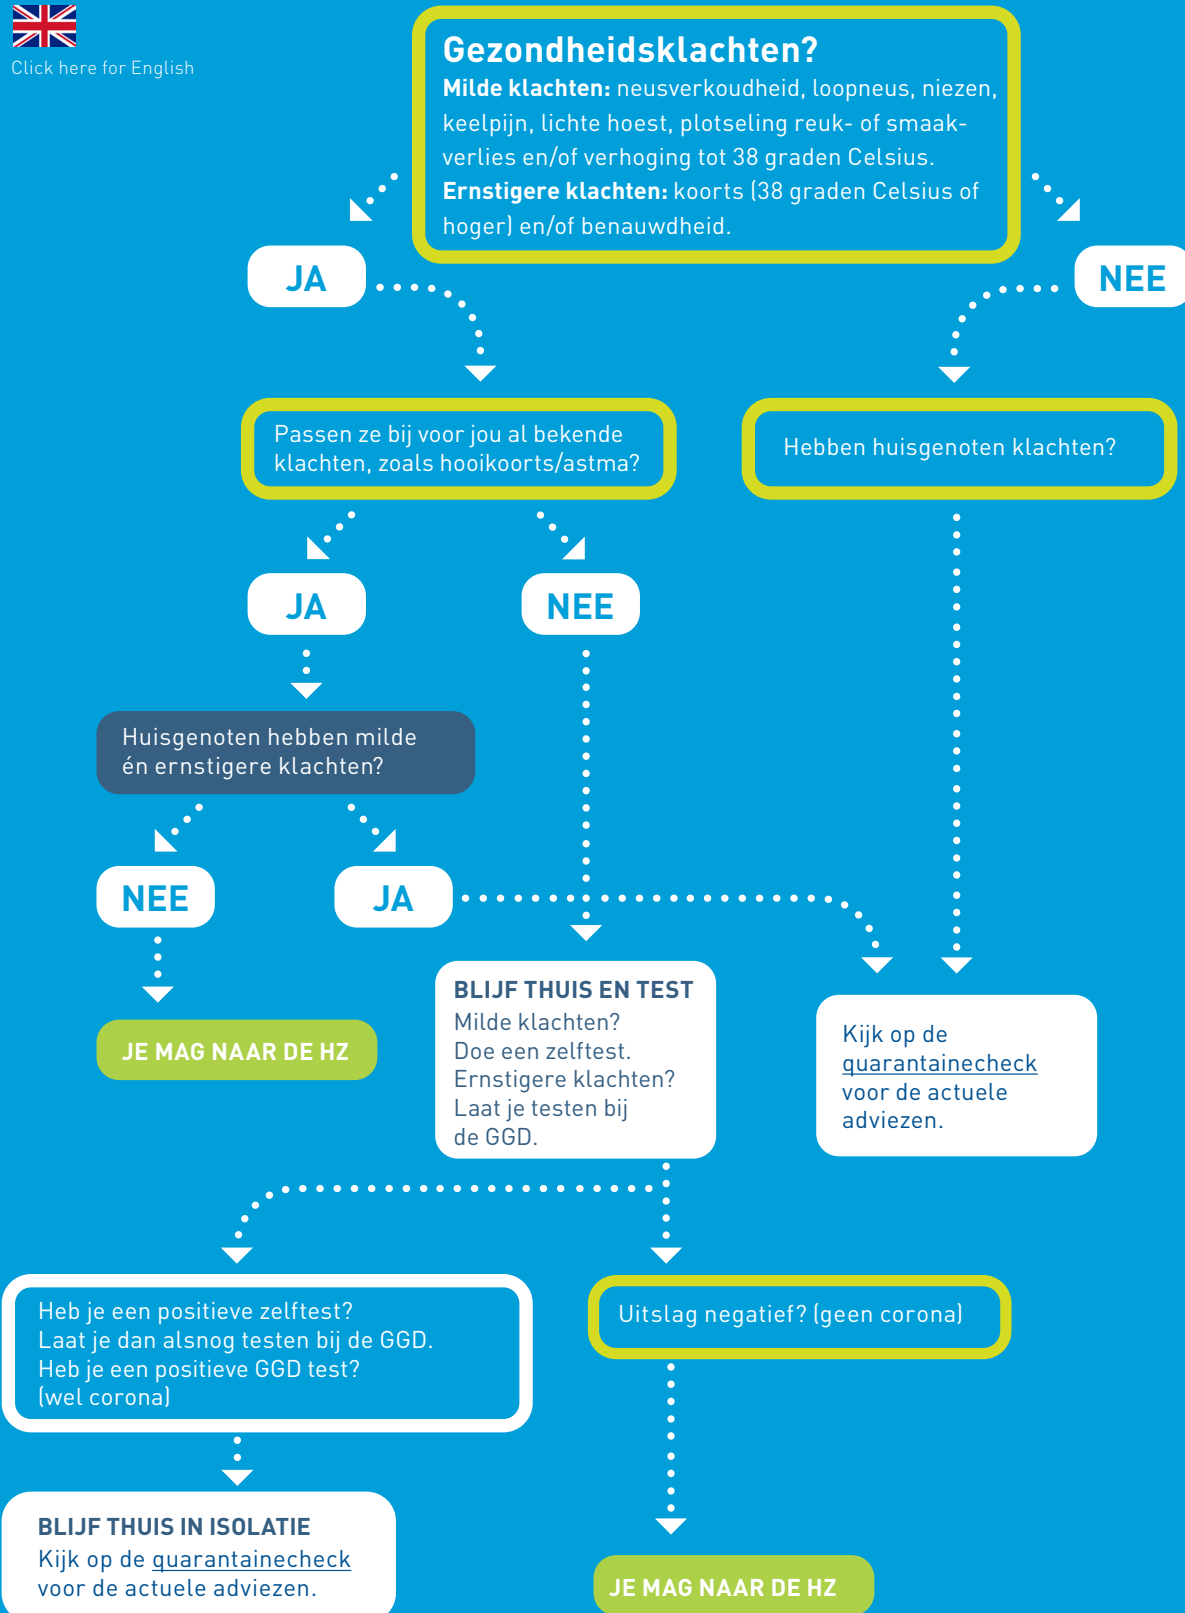 Click here for English
Gezondheidsklachten?
Milde klachten: neusverkoudheid, loopneus, niezen,
keelpijn, lichte hoest, plotseling reuk- of smaak-
verlies en/of verhoging tot 38 graden Celsius.
Ernstigere klachten: koorts (38 graden Celsius of
hoger) en/of benauwdheid.
JA
NEE
Passen ze bij voor jou al bekende
klachten, zoals hooikoorts/astma?
Hebben huisgenoten klachten?
JA
NEE
Huisgenoten hebben milde
én ernstigere klachten?
NEE
JA
JE MAG NAAR DE HZ
BLIJF THUIS EN TEST
Milde klachten?
Doe een zelftest.
Ernstigere klachten?
Laat je testen bij
de GGD.
Kijk op de
quarantainecheck
voor de actuele
adviezen.
Heb je een positieve zelftest?
Laat je dan alsnog testen bij de GGD.
Heb je een positieve GGD test?
(wel corona)
Uitslag negatief? (geen corona)
BLIJF THUIS IN ISOLATIE
Kijk op de quarantainecheck
voor de actuele adviezen.
JE MAG NAAR DE HZ